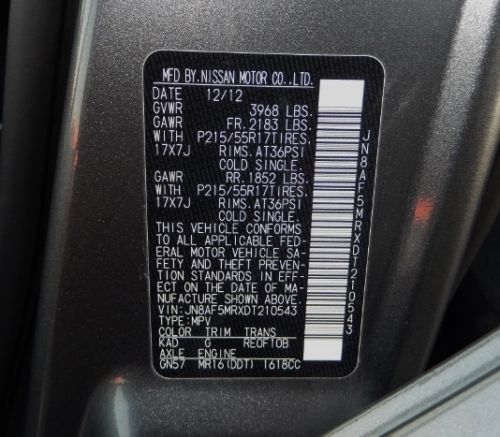 MFD BY.NISSAN MOTOR CO.,LTD.
DATE 12/12
GVWR 3968 LBS.
GAWR FR.2183 LBS.
WITH P215/55R17TIRES.
17X7J RIMS.AT36PSI
COLD SINGLE.
GAWR RR.1852 LBS.
WITH P215/55R17TIRES.
17X7J RIMS.AT36PSI
COLD SINGLE.
THIS VEHICLE CONFORMS
TO ALL APPLICABLE FED-
ERAL MOTOR VEHICLE SA-
FETY AND THEFT PREVEN-
TION STANDARDS IN EFF-
ECT ON THE DATE OF MA-
NUFACTURE SHOWN ABOVE.
VIN:JN8AF5MRXDT210543
TYPE:MPV
COLOR TRIM TRANS
KAD G RE0F10B
AXLE ENGINE
GN57 MR16(DDT) 1618CC
JN8AF5MRXDT210543